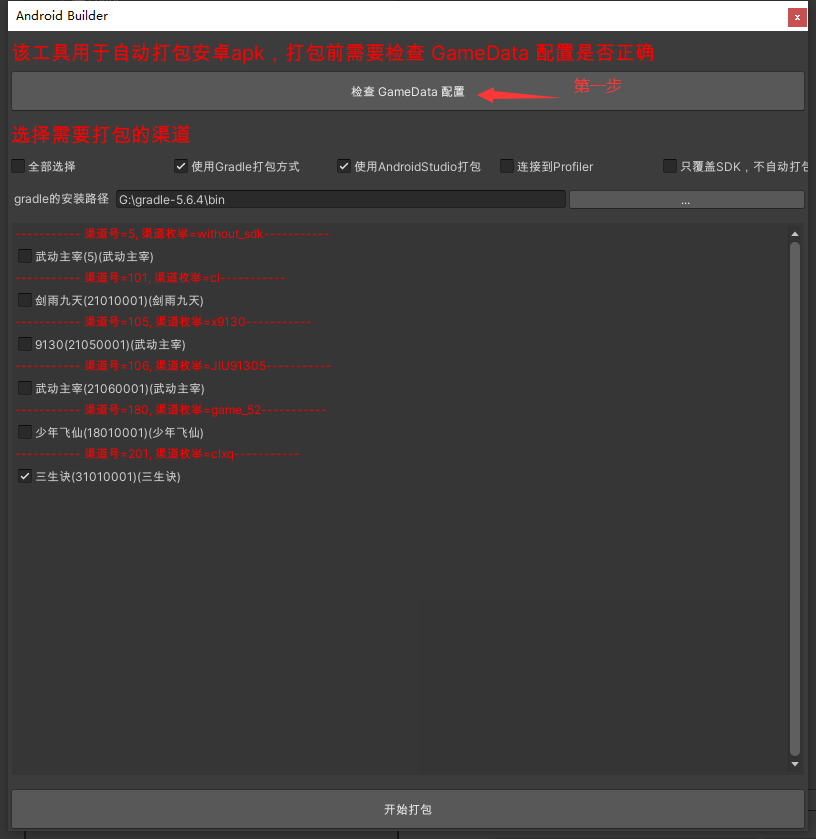 Android Builder
x
该工具用于自动打包安卓apk，打包前需要检查 GameData 配置是否正确
检查 GameData 配置
第一步
选择需要打包的渠道
全部选择 使用Gradle打包方式 使用AndroidStudio打包 连接到Profiler 只覆盖SDK，不自动打包
gradle的安装路径 G:\gradle-5.6.4\bin ...
----------- 渠道号=5, 渠道枚举=without_sdk-----------
武动主宰(5)(武动主宰)
----------- 渠道号=101, 渠道枚举=cl-----------
剑雨九天(21010001)(剑雨九天)
----------- 渠道号=105, 渠道枚举=x9130-----------
9130(21050001)(武动主宰)
----------- 渠道号=106, 渠道枚举=JIU91305-----------
武动主宰(21060001)(武动主宰)
----------- 渠道号=180, 渠道枚举=game_52-----------
少年飞仙(18010001)(少年飞仙)
----------- 渠道号=201, 渠道枚举=clxq-----------
三生诀(31010001)(三生诀)
开始打包